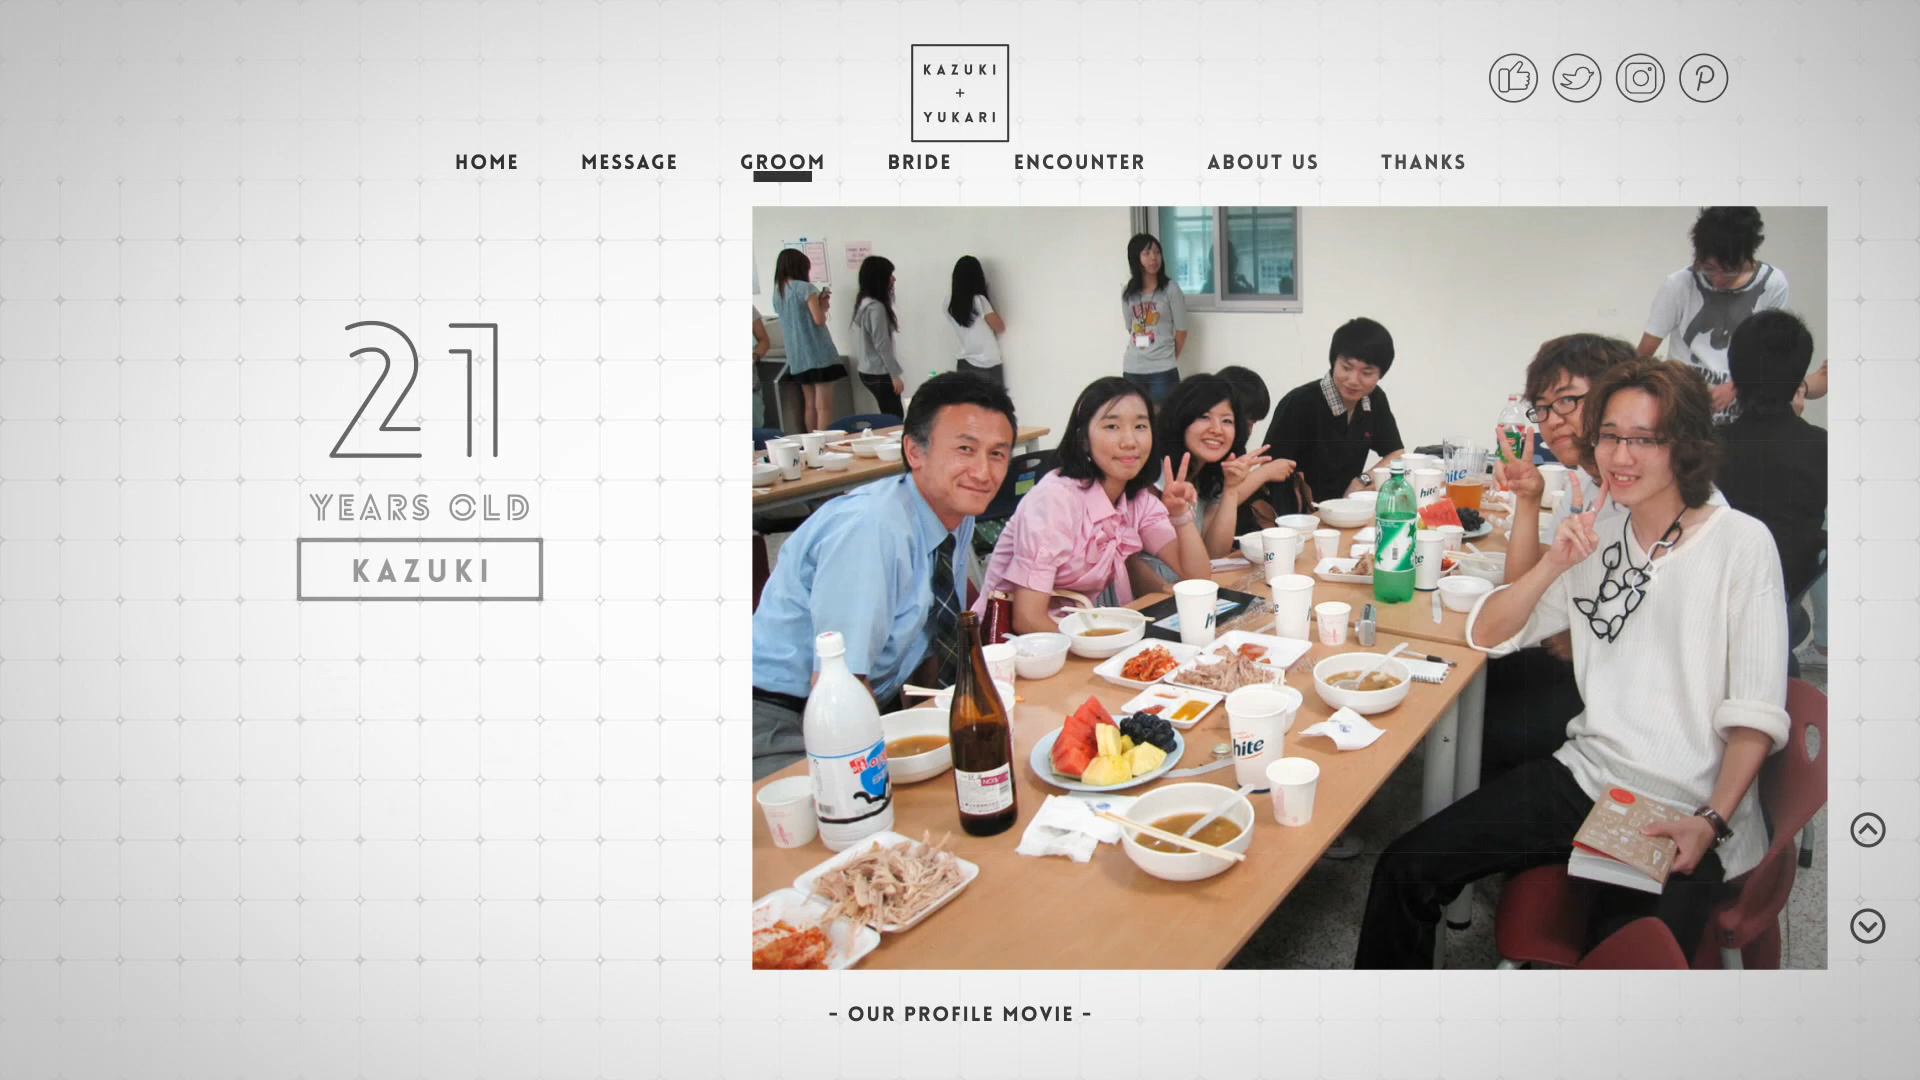 KAZUKI
+
YUKARI
HOME MESSAGE GROOM BRIDE ENCOUNTER ABOUT US THANKS
21
YEARS OLD
KAZUKI
hite
hite
hite
- OUR PROFILE MOVIE -